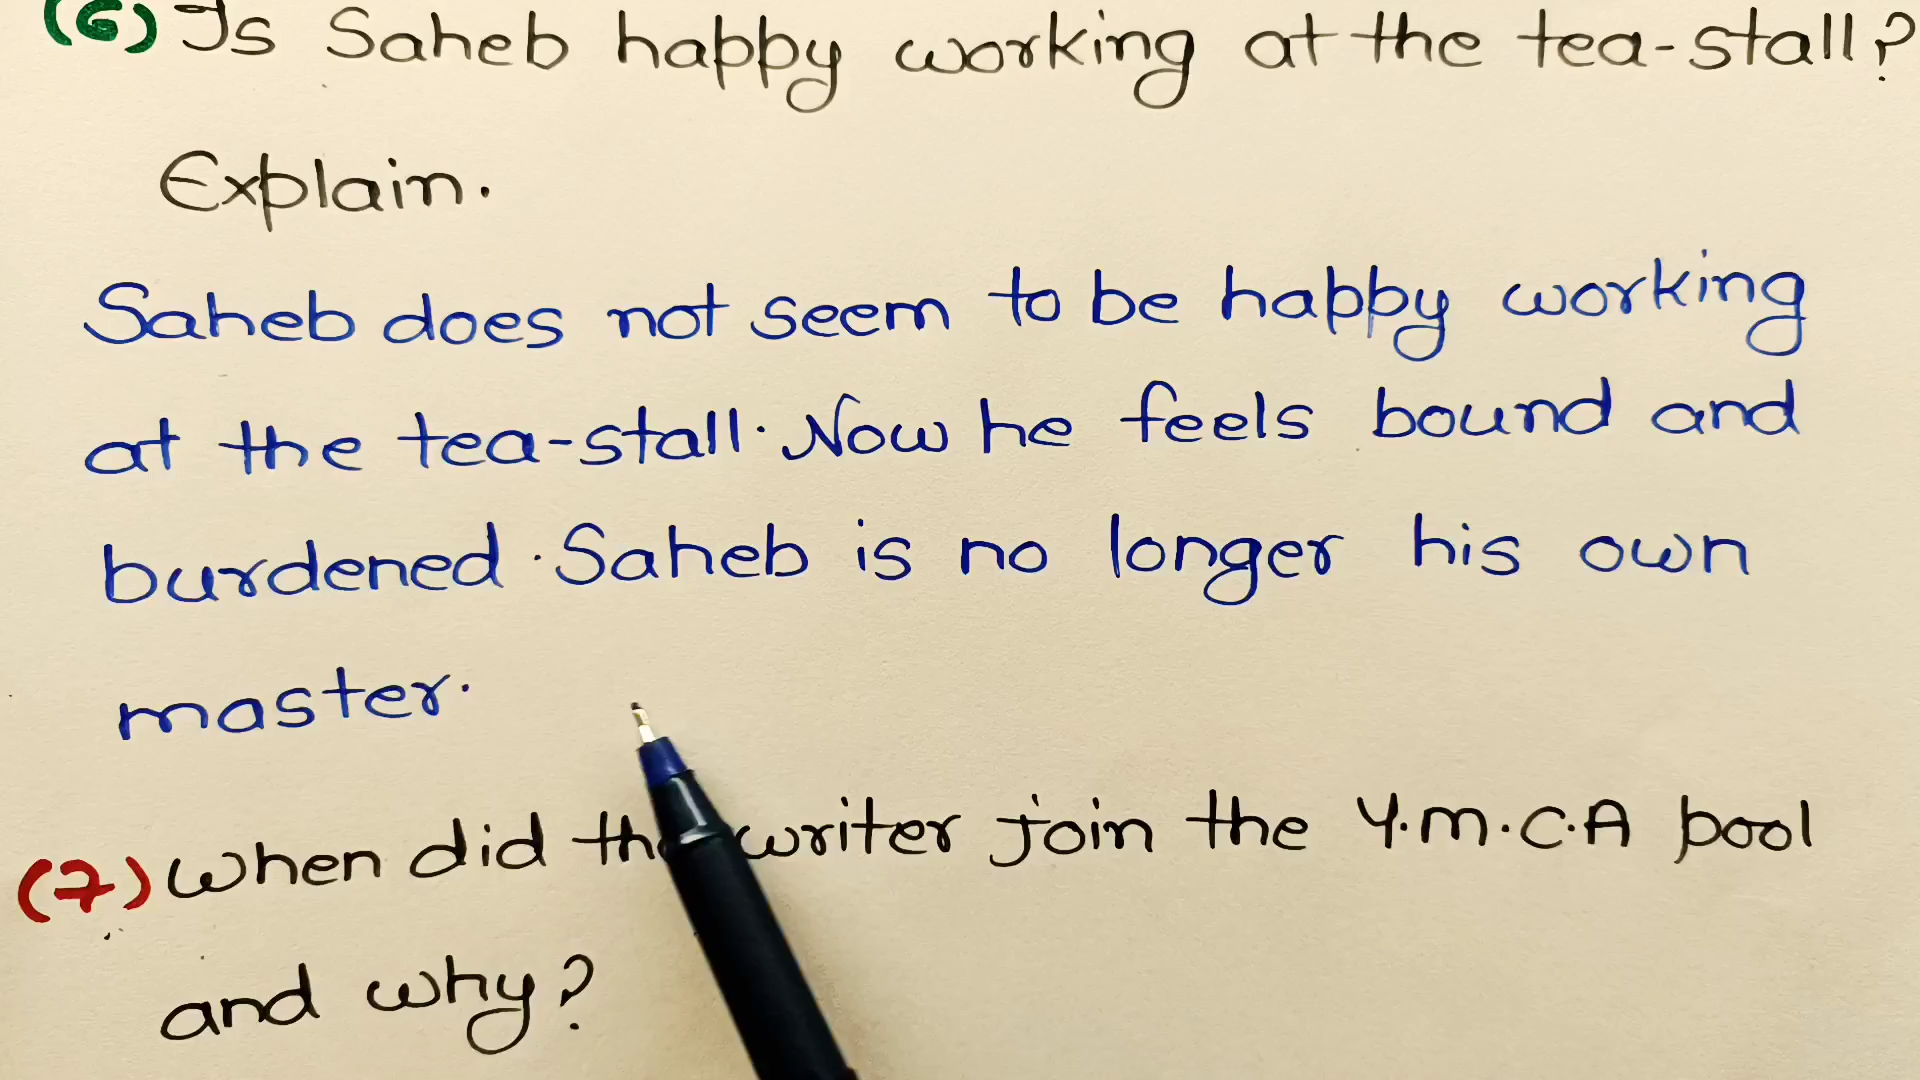 (6) Is Saheb happy working at the tea-stall?
Explain.
Saheb does not seem to be happy working
at the tea-stall. Now he feels bound and
burdened. Saheb is no longer his own
master.
(7) When did the writer join the Y.M.C.A pool
and why?